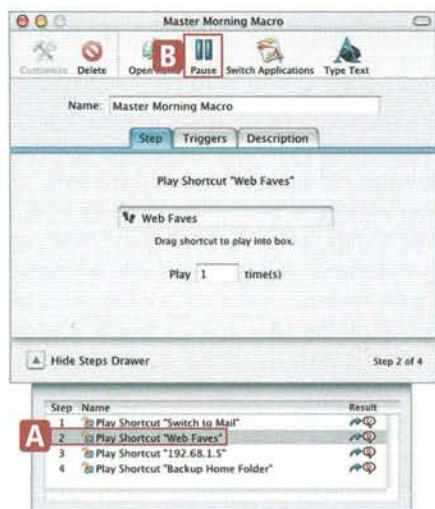 Master Morning Macro
B
Customize Delete Open Items Pause Switch Applications Type Text
Name: Master Morning Macro
Step Triggers Description
Play Shortcut "Web Faves"
Web Faves
Drag shortcut to play into box.
Play 1 time(s)
Hide Steps Drawer Step 2 of 4
Step Name Result
1 Play Shortcut "Switch to Mail"
A
2 Play Shortcut "Web Faves"
3 Play Shortcut "192.68.1.5"
4 Play Shortcut "Backup Home Folder"